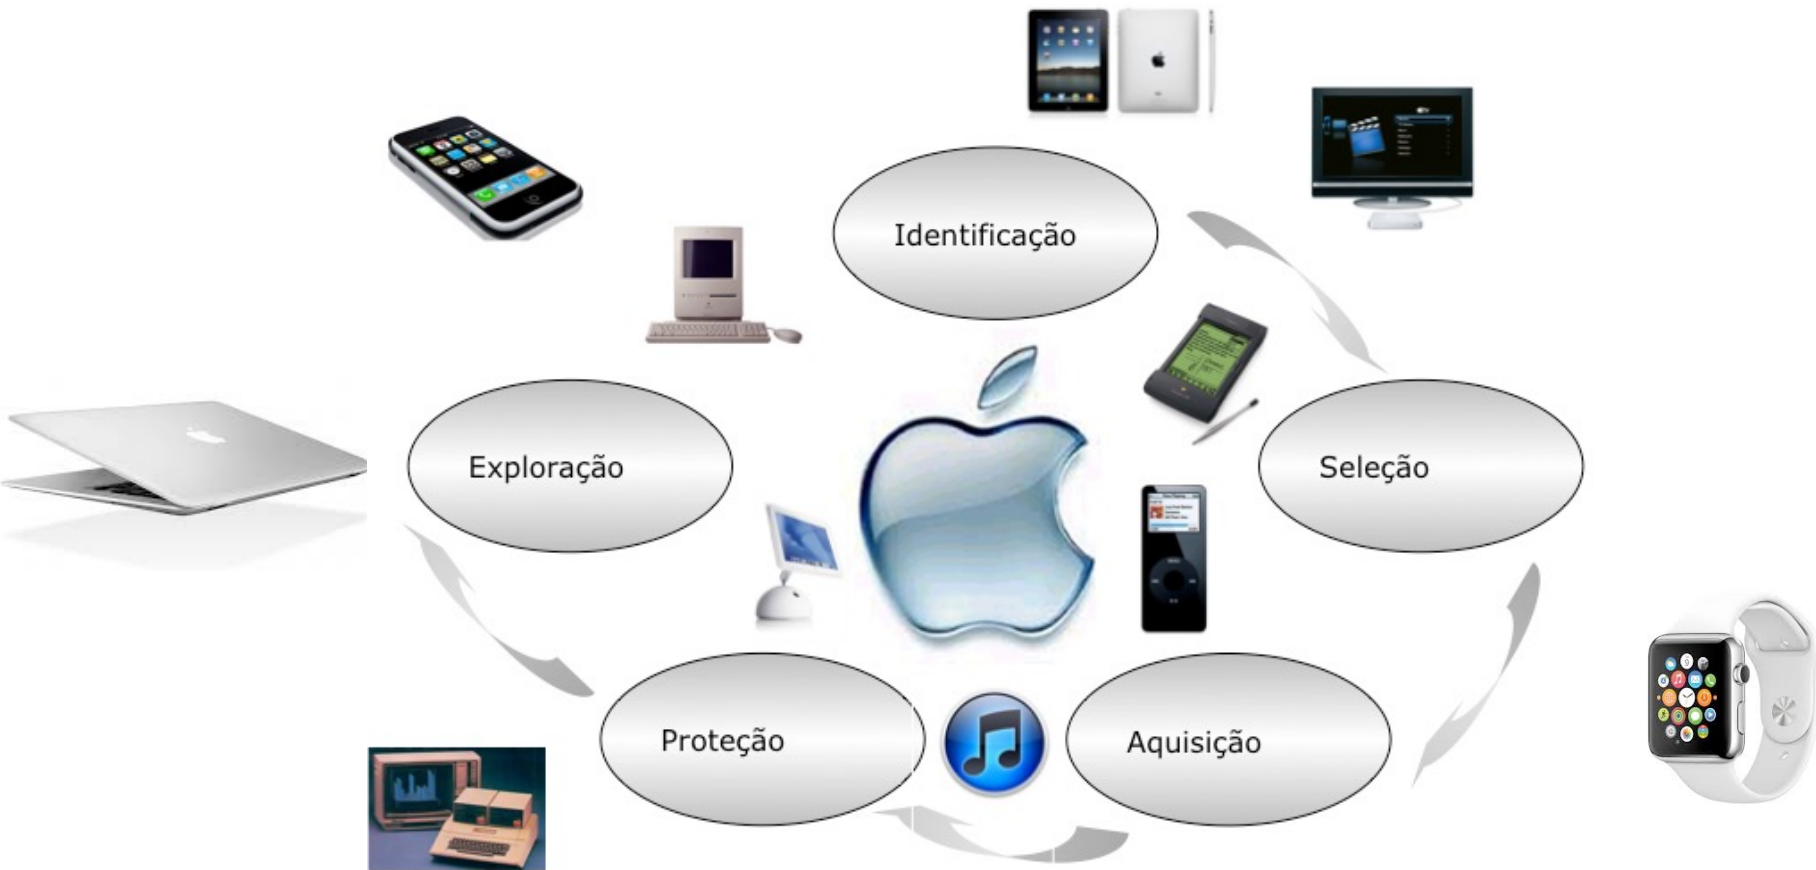 Identificação
Exploração
Seleção
Proteção
Aquisição